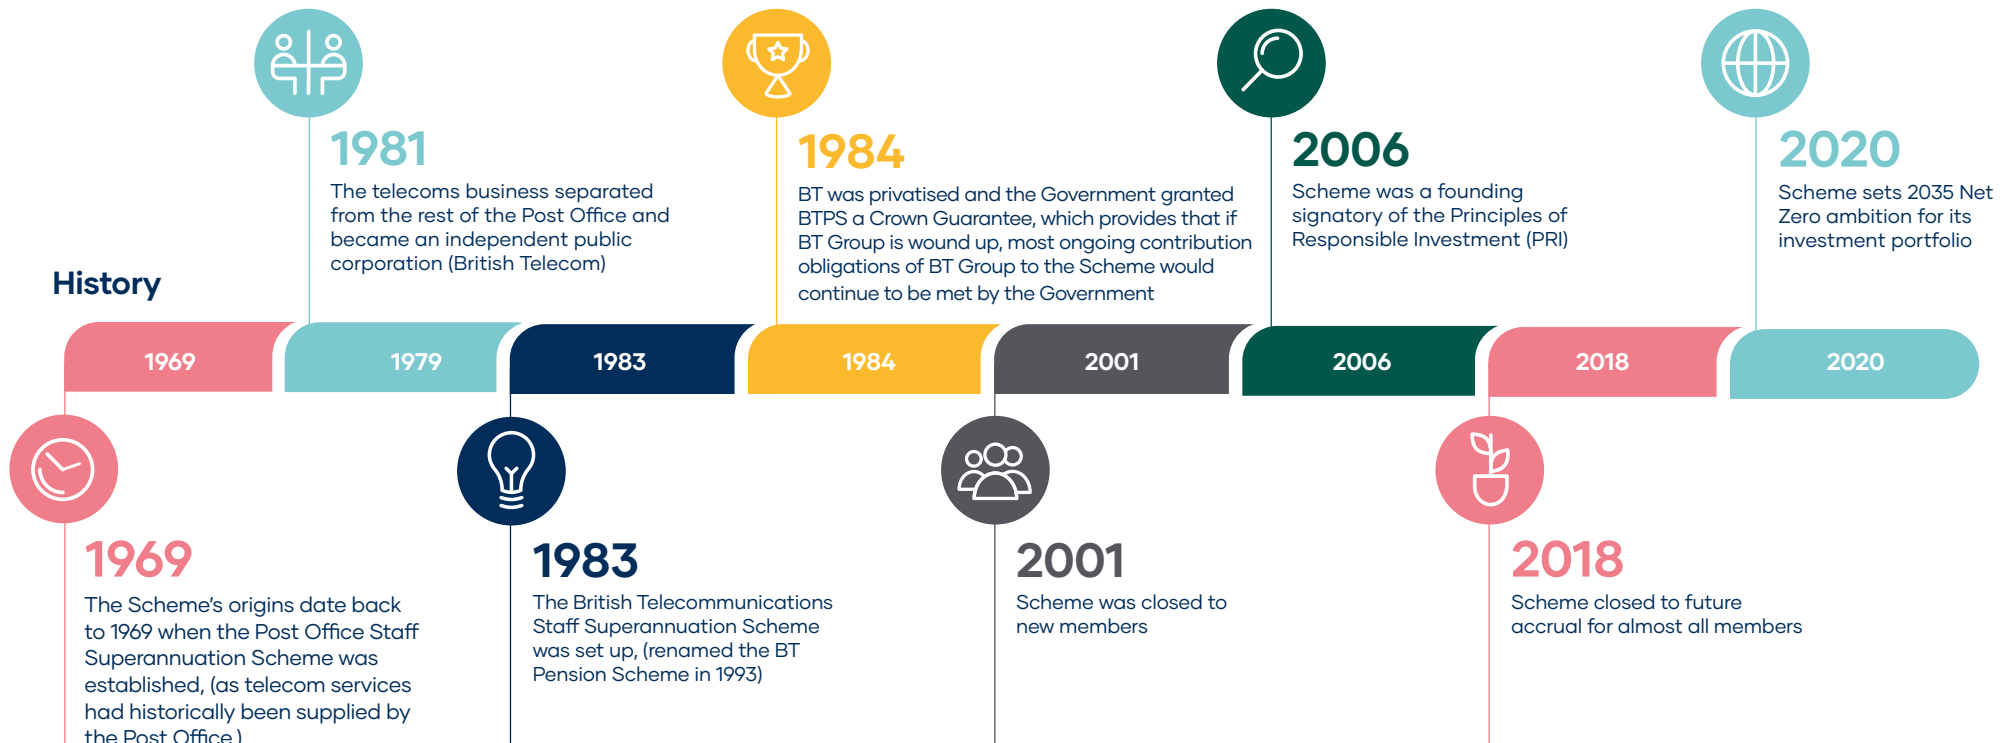 1981
The telecoms business separated
from the rest of the Post Office and
became an independent public
corporation (British Telecom)
1984
BT was privatised and the Government granted
BTPS a Crown Guarantee, which provides that if
BT Group is wound up, most ongoing contribution
obligations of BT Group to the Scheme would
continue to be met by the Government
2006
Scheme was a founding
signatory of the Principles of
Responsible Investment (PRI)
2020
Scheme sets 2035 Net
Zero ambition for its
investment portfolio
History
1969
1979
1983
1984
2001
2006
2018
2020
1969
The Scheme's origins date back
to 1969 when the Post Office Staff
Superannuation Scheme was
established, (as telecom services
had historically been supplied by
the Post Office.)
1983
The British Telecommunications
Staff Superannuation Scheme
was set up, (renamed the BT
Pension Scheme in 1993)
2001
Scheme was closed to
new members
2018
Scheme closed to future
accrual for almost all members